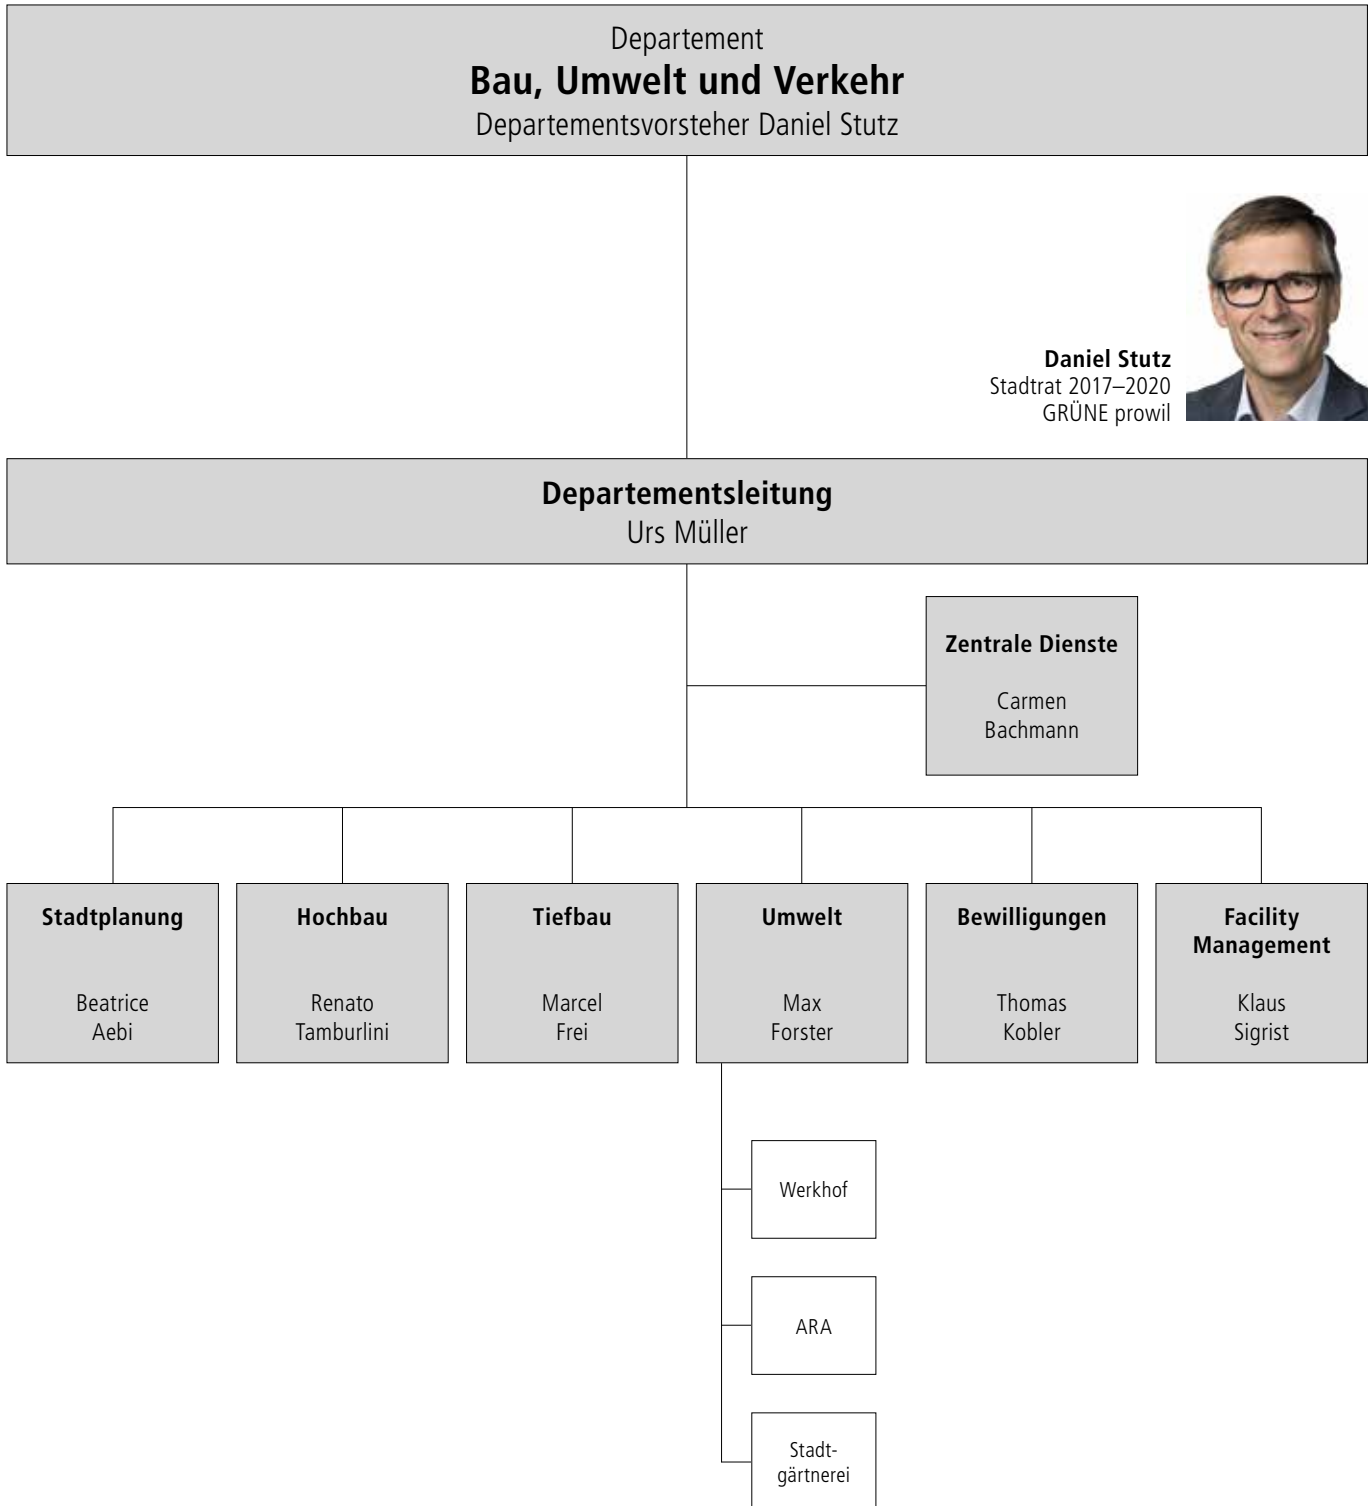 Departement
Bau, Umwelt und Verkehr
Departementsvorsteher Daniel Stutz
Daniel Stutz
Stadtrat 2017–2020
GRÜNE prowil
Departementsleitung
Urs Müller
Zentrale Dienste
Carmen
Bachmann
Stadtplanung
Beatrice
Aebi
Hochbau
Renato
Tamburlini
Tiefbau
Marcel
Frei
Umwelt
Max
Forster
Bewilligungen
Thomas
Kobler
Facility
Management
Klaus
Sigrist
Werkhof
ARA
Stadt-
gärtnerei